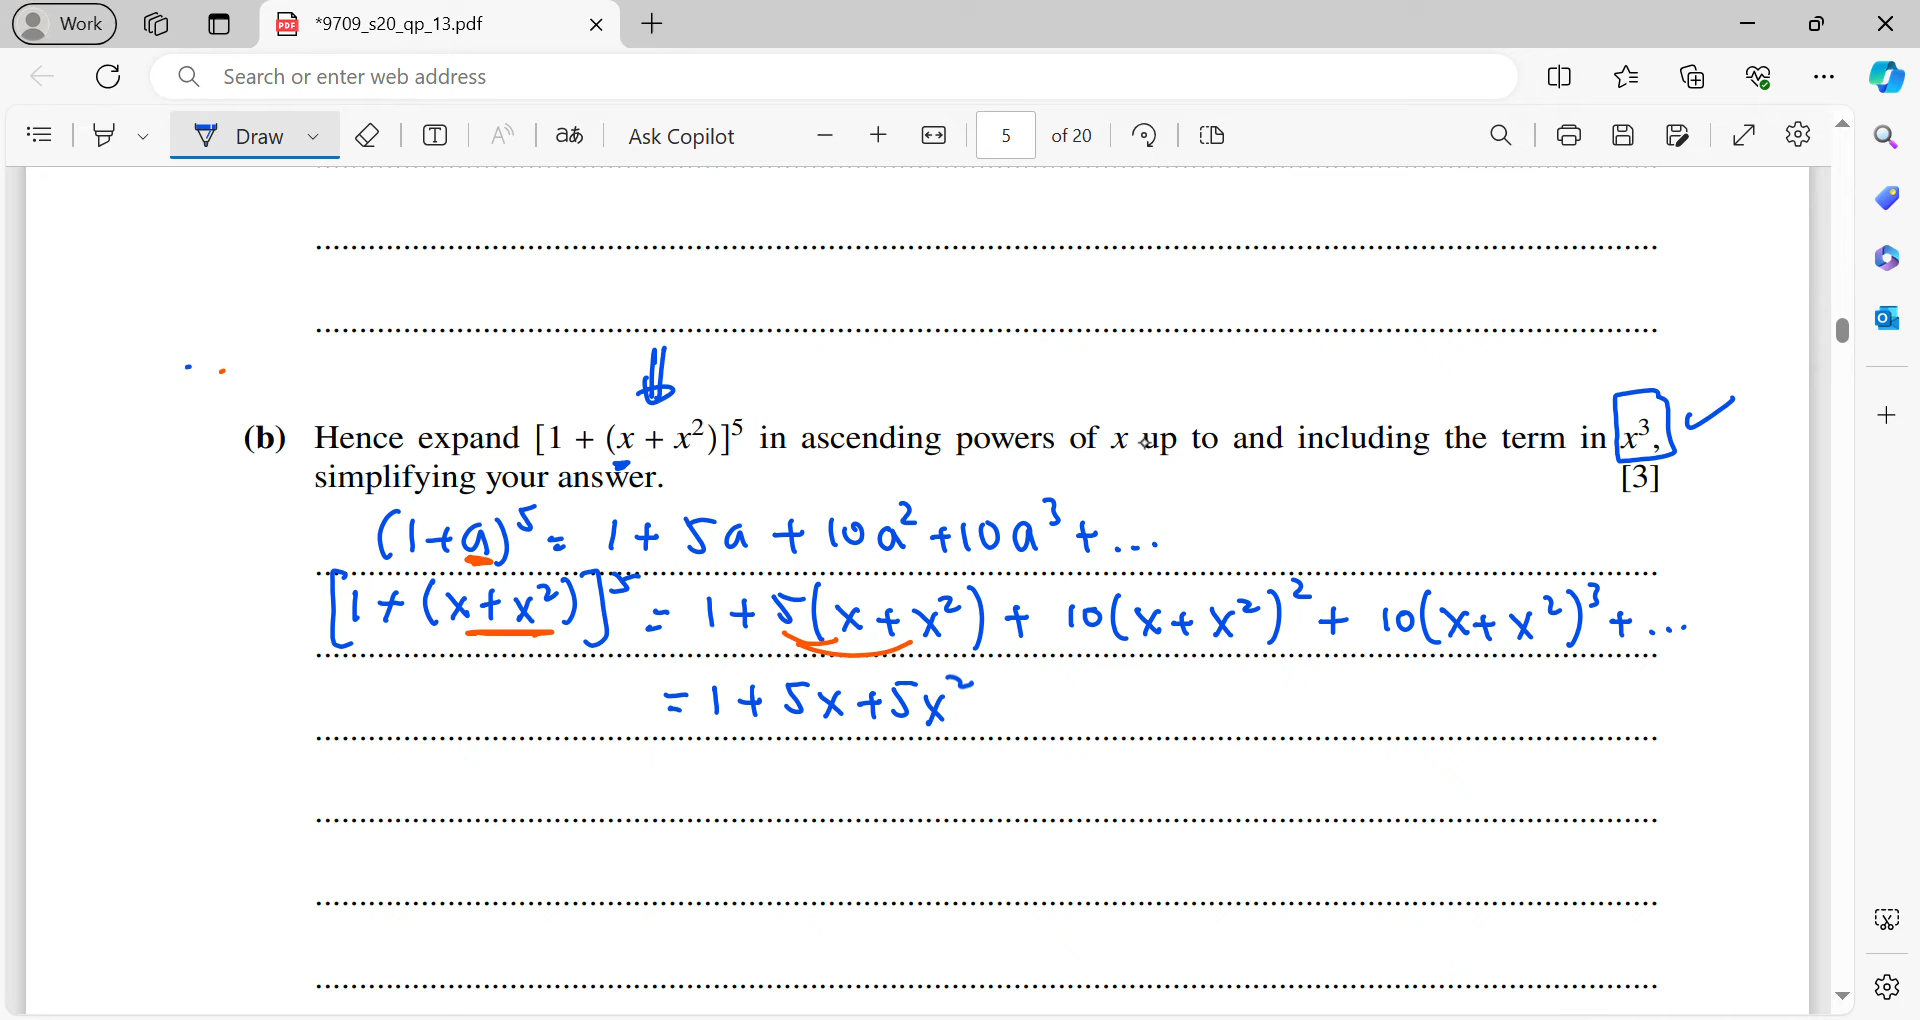 Work
*9709_s20_qp_13.pdf
Search or enter web address
Draw
aあ
Ask Copilot
5 of 20
(b) Hence expand [1 + (x + x²)]⁵ in ascending powers of x up to and including the term in x³,
simplifying your answer. [3]
(1+a)⁵ = 1 + 5a + 10a² + 10a³ + ...
[1 + (x+x²)]⁵ = 1 + 5(x + x²) + 10(x + x²)² + 10(x + x²)³ + ...
= 1 + 5x + 5x²